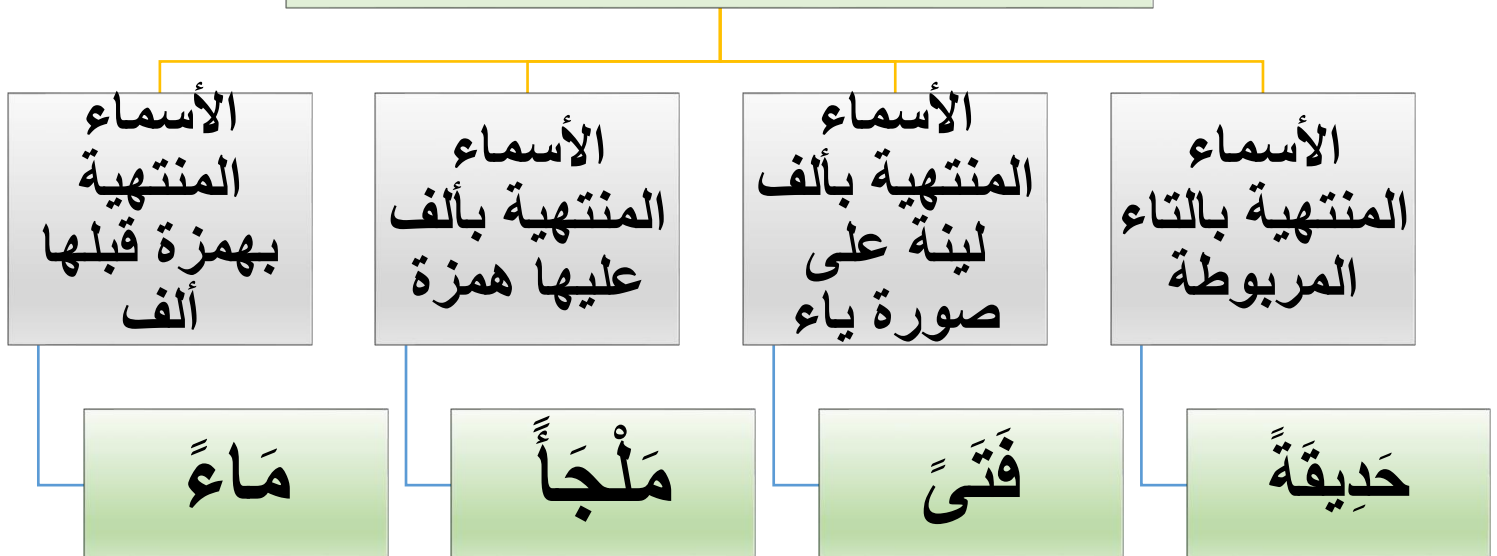 الأسماء
المنتهية بالتاء
المربوطة
الأسماء
المنتهية بألف
لينة على
صورة ياء
الأسماء
المنتهية بألف
عليها همزة
الأسماء
المنتهية
بهمزة قبلها
ألف
حَدِيقَةً
فَتَىً
مَلْجَأً
مَاءً